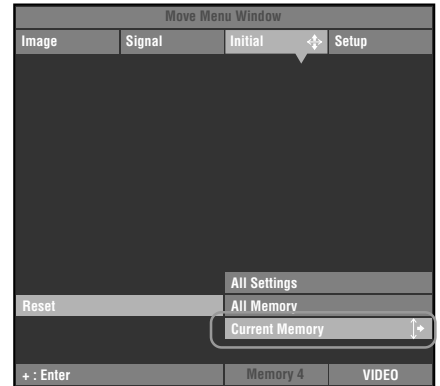 Move Menu Window
Image Signal Initial Setup
All Settings
Reset All Memory
Current Memory
+ : Enter Memory 4 VIDEO